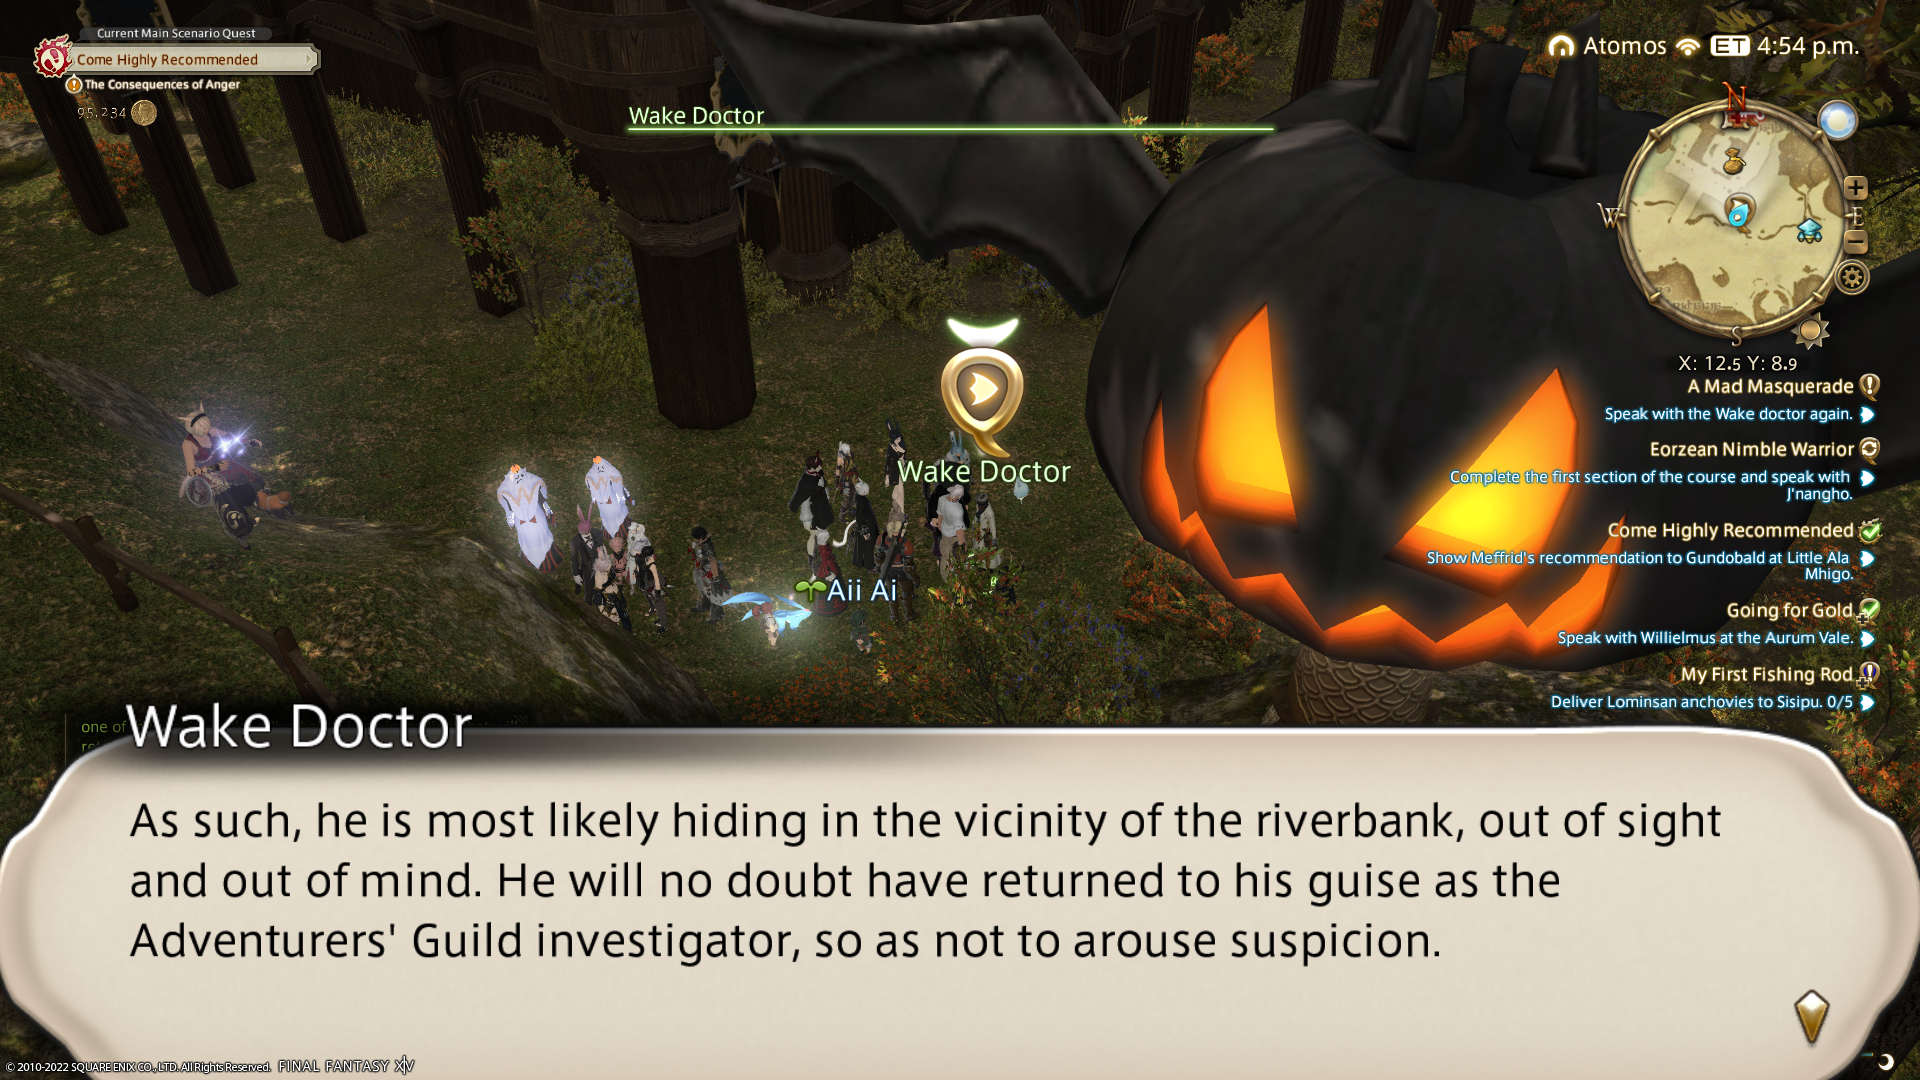 Current Main Scenario Quest
Come Highly Recommended
The Consequences of Anger
95,234
Wake Doctor
Atomos ET 4:54 p.m.
N
W
E
S
X: 12.5 Y: 8.9
A Mad Masquerade
Speak with the Wake doctor again.
Eorzean Nimble Warrior
Complete the first section of the course and speak with
J'nangho.
Come Highly Recommended
Show Meffrid's recommendation to Gundobald at Little Ala
Mhigo.
Going for Gold
Speak with Willielmus at the Aurum Vale.
My First Fishing Rod
Deliver Lominsan anchovies to Sisipu. 0/5
Wake Doctor
Aii Ai
one of
Wake Doctor
As such, he is most likely hiding in the vicinity of the riverbank, out of sight
and out of mind. He will no doubt have returned to his guise as the
Adventurers' Guild investigator, so as not to arouse suspicion.
© 2010-2022 SQUARE ENIX CO., LTD. All Rights Reserved. FINAL FANTASY XIV